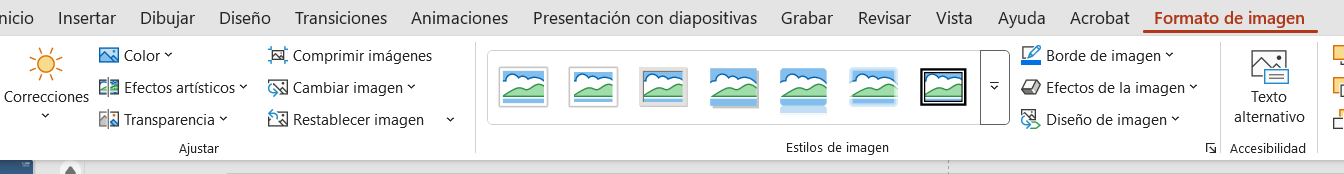 nicio Insertar Dibujar Diseño Transiciones Animaciones Presentación con diapositivas Grabar Revisar Vista Ayuda Acrobat Formato de imagen
Correcciones
Color
Efectos artísticos
Transparencia
Comprimir imágenes
Cambiar imagen
Restablecer imagen
Ajustar
Estilos de imagen
Borde de imagen
Efectos de la imagen
Diseño de imagen
Texto
alternativo
Accesibilidad